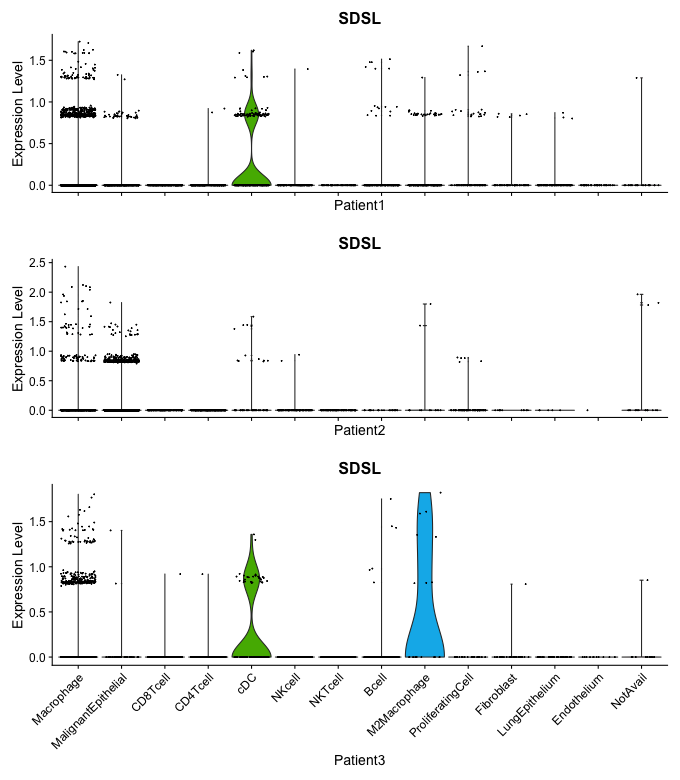 SDSL
Expression Level
1.5
1.0
0.5
0.0
Patient1
SDSL
Expression Level
2.5
2.0
1.5
1.0
0.5
0.0
Patient2
SDSL
Expression Level
1.5
1.0
0.5
0.0
Macrophage
MalignantEpithelial
CD8Tcell
CD4Tcell
cDC
NKcell
NKTcell
Bcell
M2Macrophage
ProliferatingCell
Fibroblast
LungEpithelium
Endothelium
NotAvail
Patient3